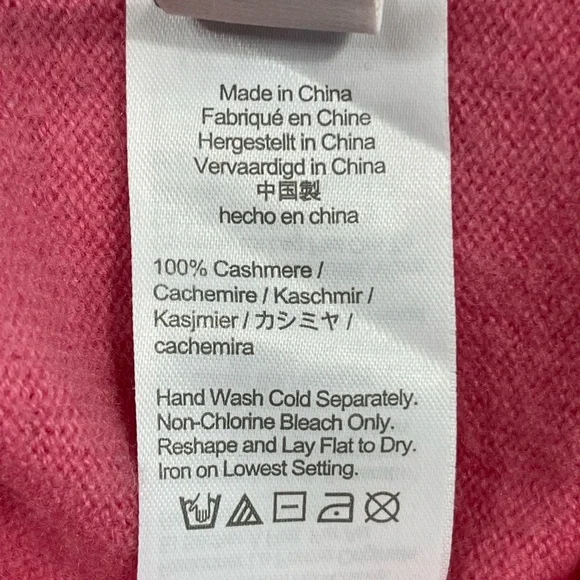 Made in China
Fabriqué en Chine
Hergestellt in China
Vervaardigd in China
中国製
hecho en china
100% Cashmere /
Cachemire / Kaschmir /
Kasjmier / カシミヤ /
cachemira
Hand Wash Cold Separately.
Non-Chlorine Bleach Only.
Reshape and Lay Flat to Dry.
Iron on Lowest Setting.